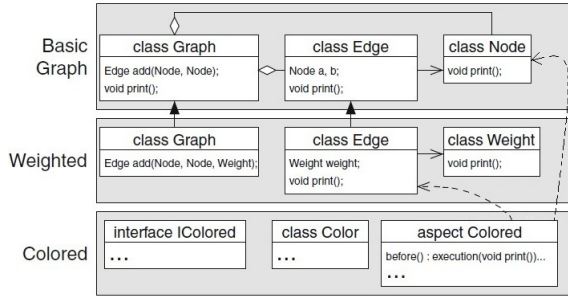 Basic
Graph
class Graph
Edge add(Node, Node);
void print();
class Edge
Node a, b;
void print();
class Node
void print();
Weighted
class Graph
Edge add(Node, Node, Weight);
class Edge
Weight weight;
void print();
class Weight
void print();
Colored
interface IColored
...
class Color
...
aspect Colored
before() : execution(void print())...
...